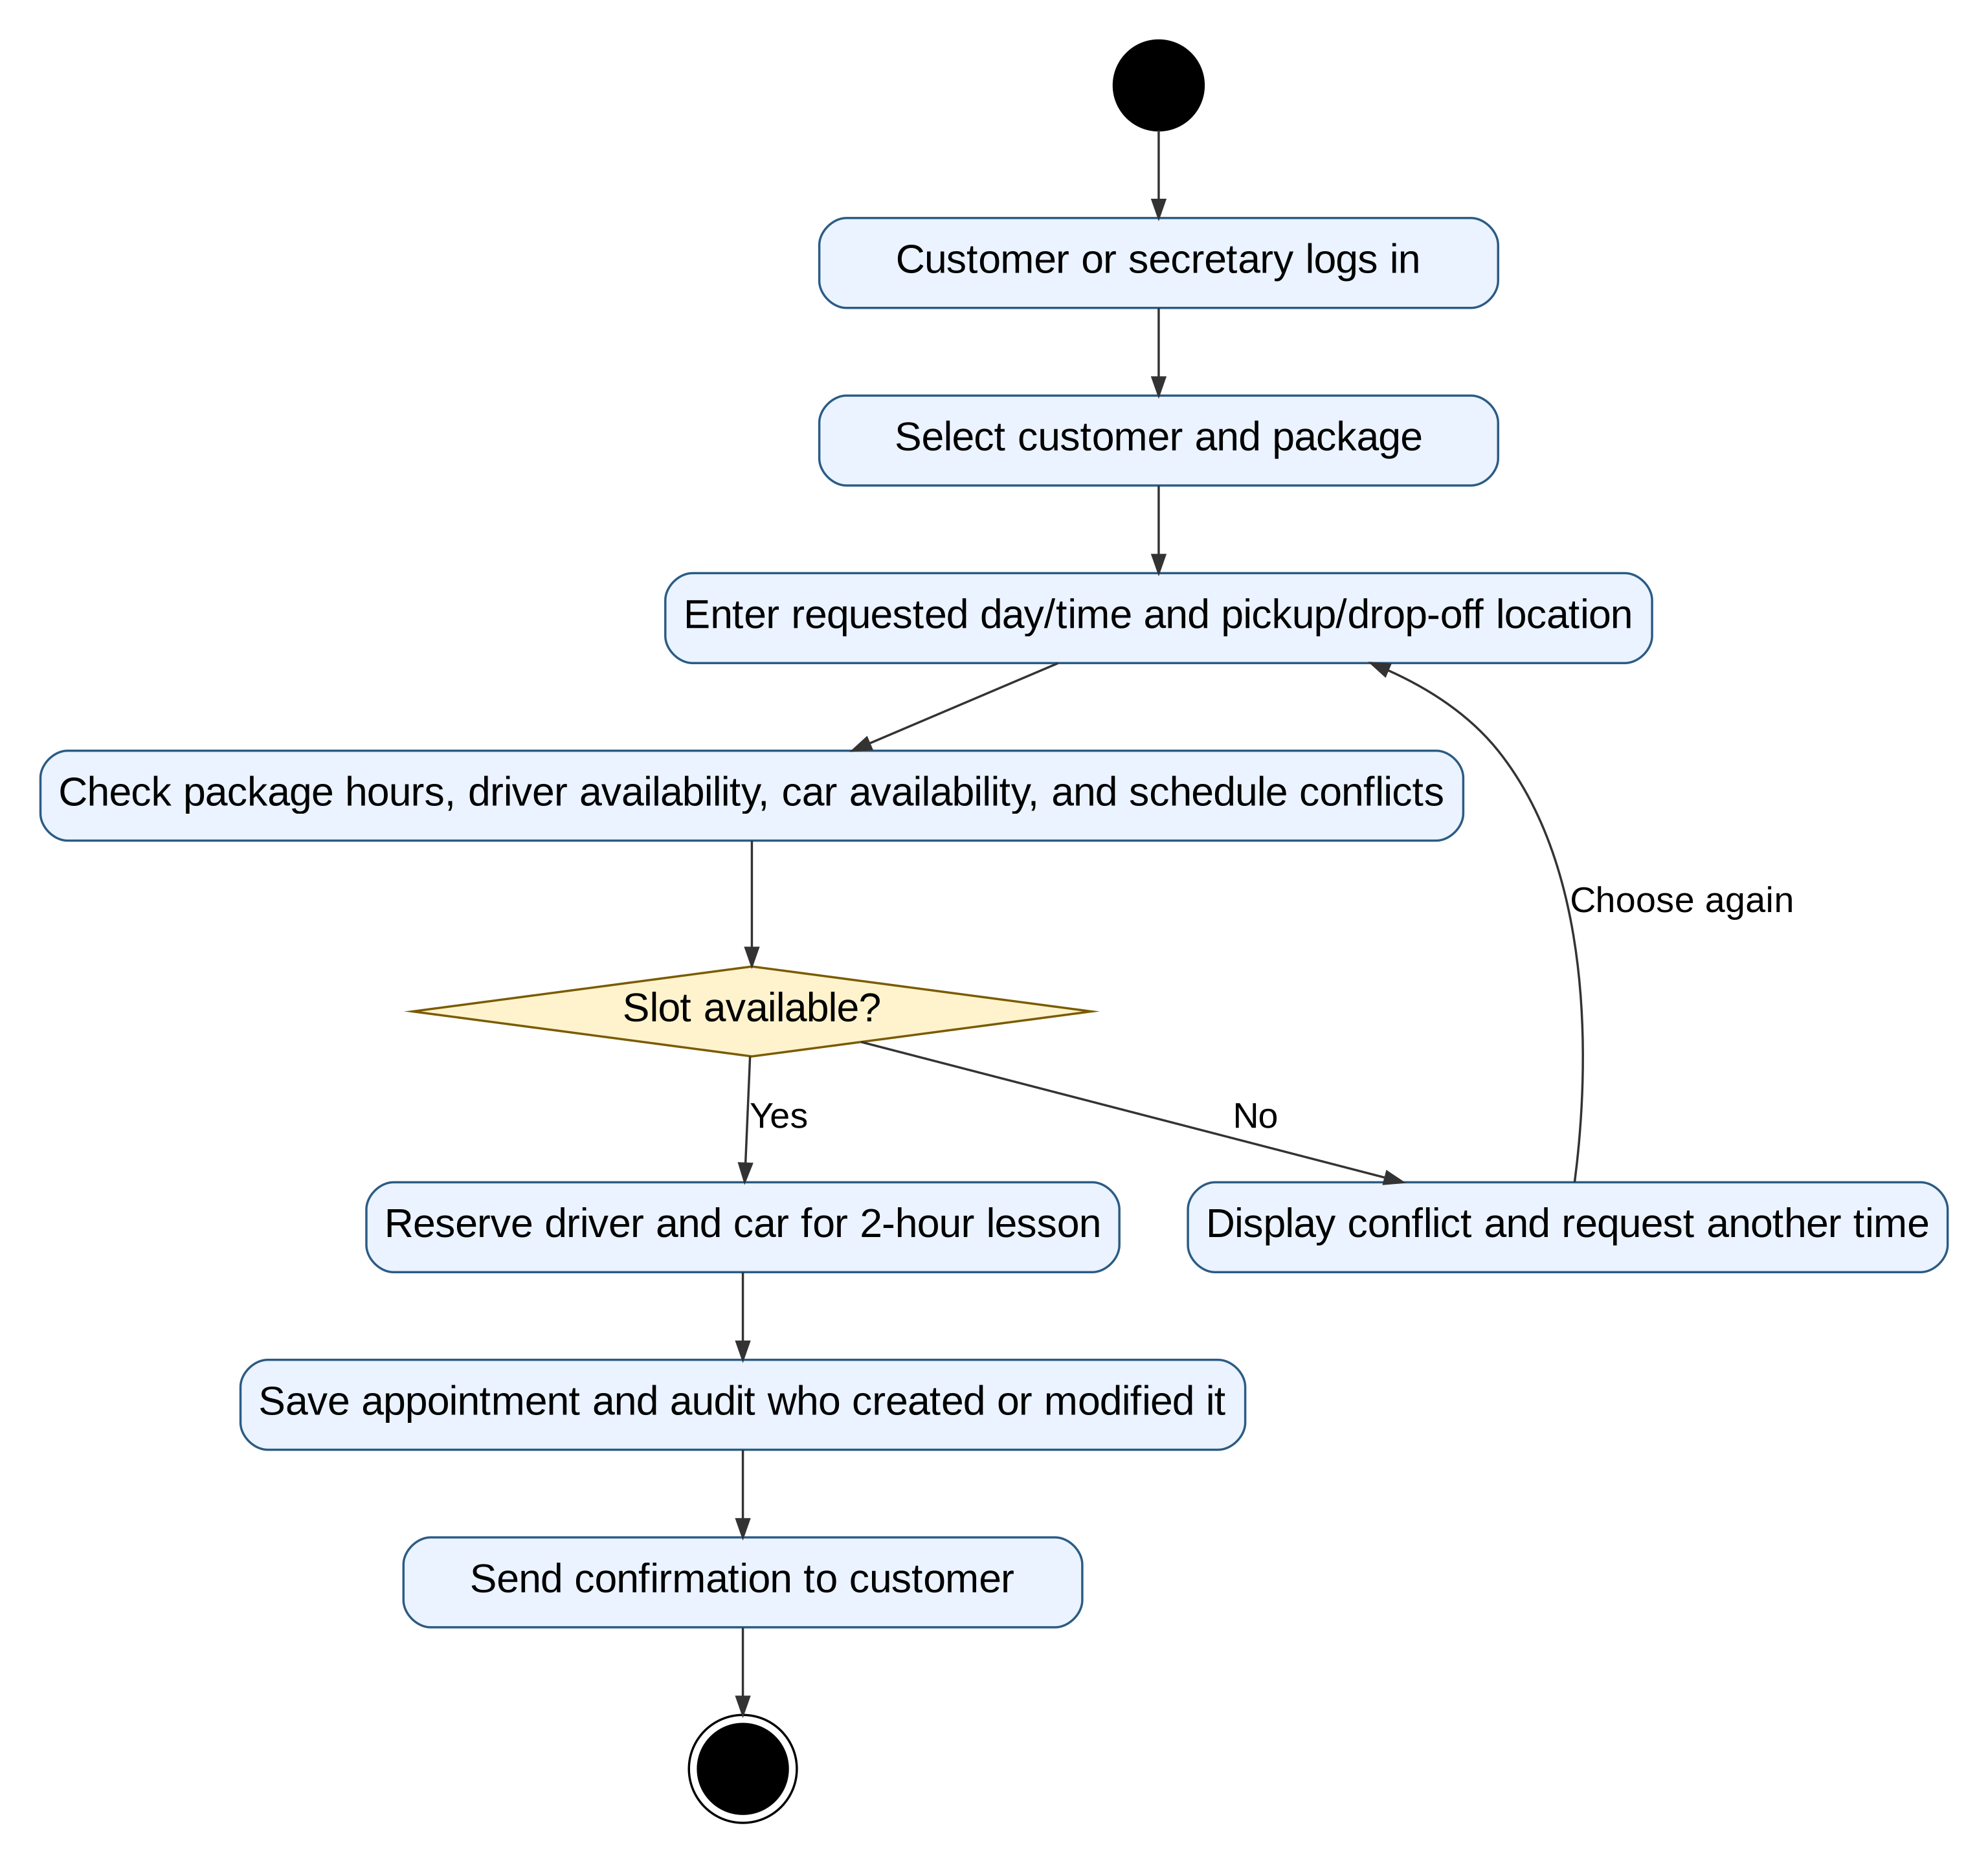 Customer or secretary logs in
Select customer and package
Enter requested day/time and pickup/drop-off location
Check package hours, driver availability, car availability, and schedule conflicts
Choose again
Slot available?
Yes
No
Reserve driver and car for 2-hour lesson
Display conflict and request another time
Save appointment and audit who created or modified it
Send confirmation to customer